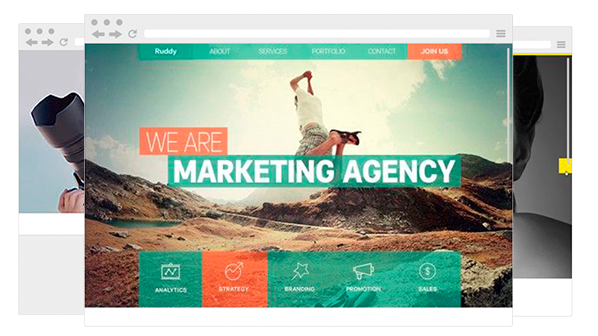 Ruddy ABOUT SERVICES PORTFOLIO CONTACT JOIN US
WE ARE
MARKETING AGENCY
ANALYTICS STRATEGY BRANDING PROMOTION SALES